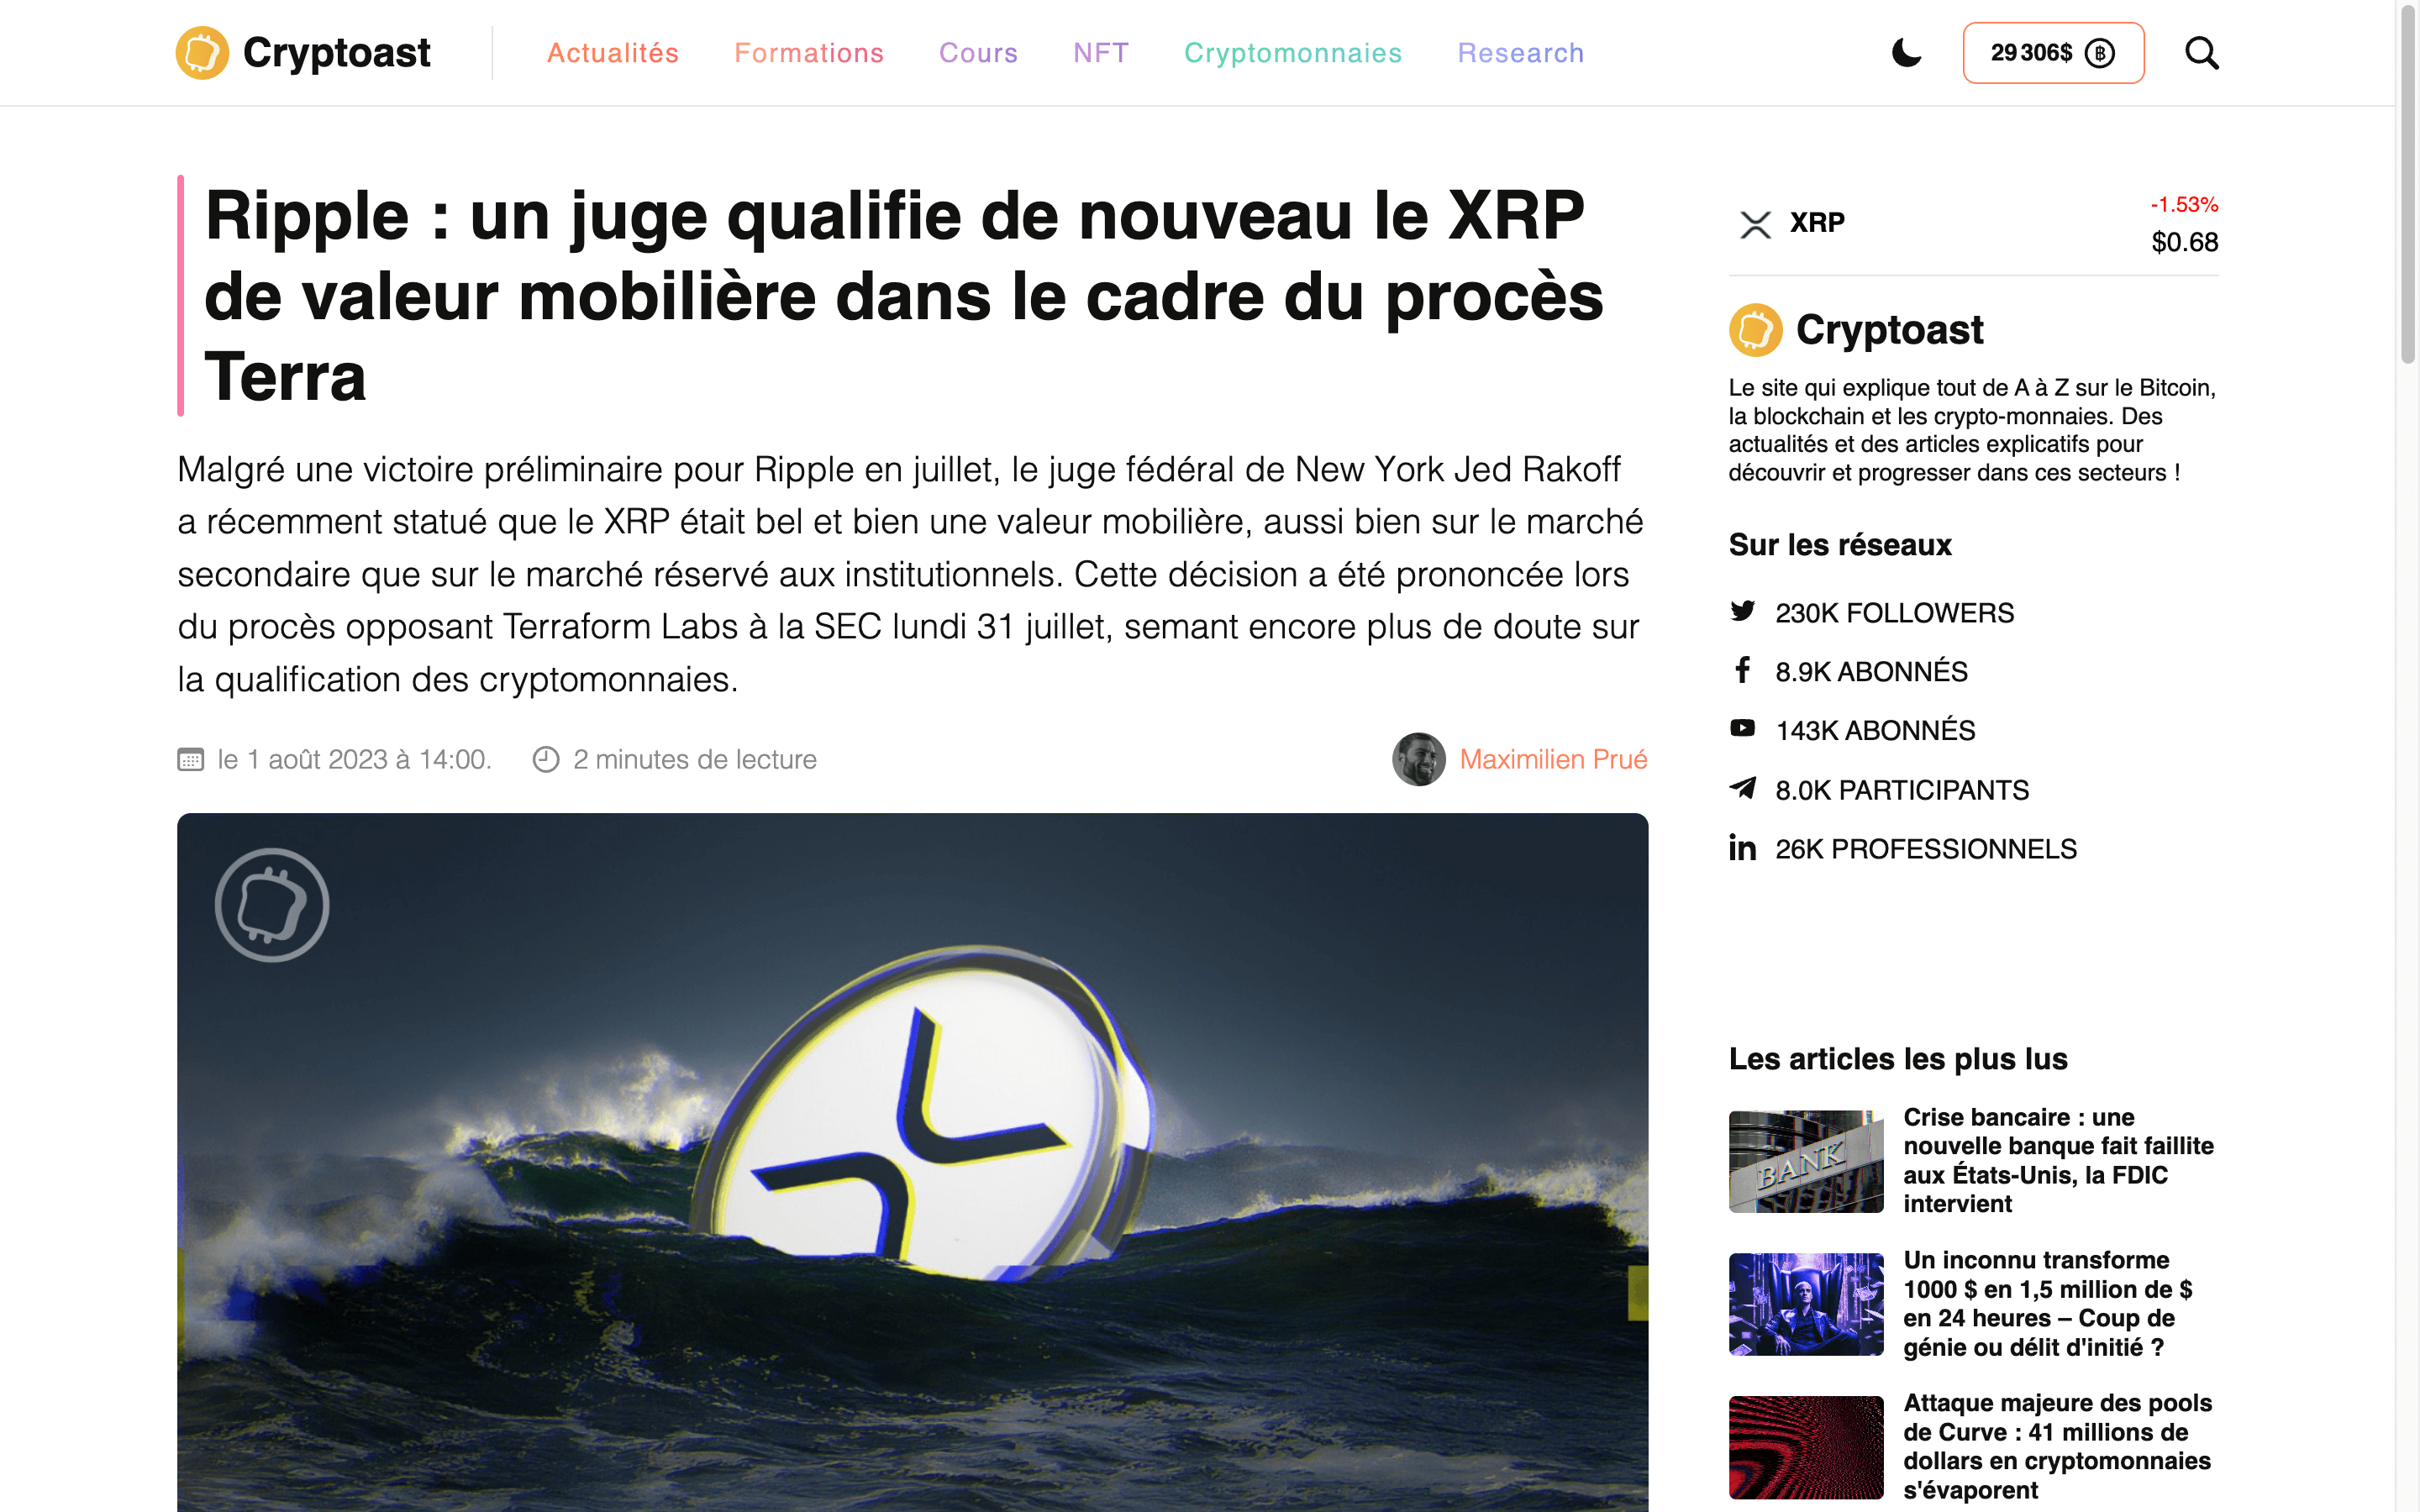 Cryptoast
Actualités
Formations
Cours
NFT
Cryptomonnaies
Research
29 306$
Ripple : un juge qualifie de nouveau le XRP
de valeur mobilière dans le cadre du procès
Terra
Malgré une victoire préliminaire pour Ripple en juillet, le juge fédéral de New York Jed Rakoff
a récemment statué que le XRP était bel et bien une valeur mobilière, aussi bien sur le marché
secondaire que sur le marché réservé aux institutionnels. Cette décision a été prononcée lors
du procès opposant Terraform Labs à la SEC lundi 31 juillet, semant encore plus de doute sur
la qualification des cryptomonnaies.
le 1 août 2023 à 14:00.
2 minutes de lecture
Maximilien Prué
XRP
-1.53%
$0.68
Cryptoast
Le site qui explique tout de A à Z sur le Bitcoin,
la blockchain et les crypto-monnaies. Des
actualités et des articles explicatifs pour
découvrir et progresser dans ces secteurs !
Sur les réseaux
230K FOLLOWERS
8.9K ABONNÉS
143K ABONNÉS
8.0K PARTICIPANTS
in 26K PROFESSIONNELS
Les articles les plus lus
BANK
Crise bancaire : une
nouvelle banque fait faillite
aux États-Unis, la FDIC
intervient
Un inconnu transforme
1000 $ en 1,5 million de $
en 24 heures – Coup de
génie ou délit d'initié ?
Attaque majeure des pools
de Curve : 41 millions de
dollars en cryptomonnaies
s'évaporent